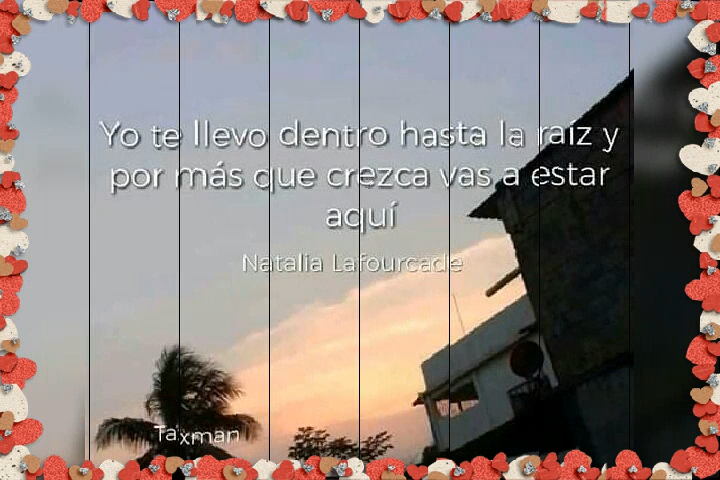 Yo te llevo dentro hasta la raíz y
por más que crezca vas a estar
aquí
Natalia Lafourcade
Taxman